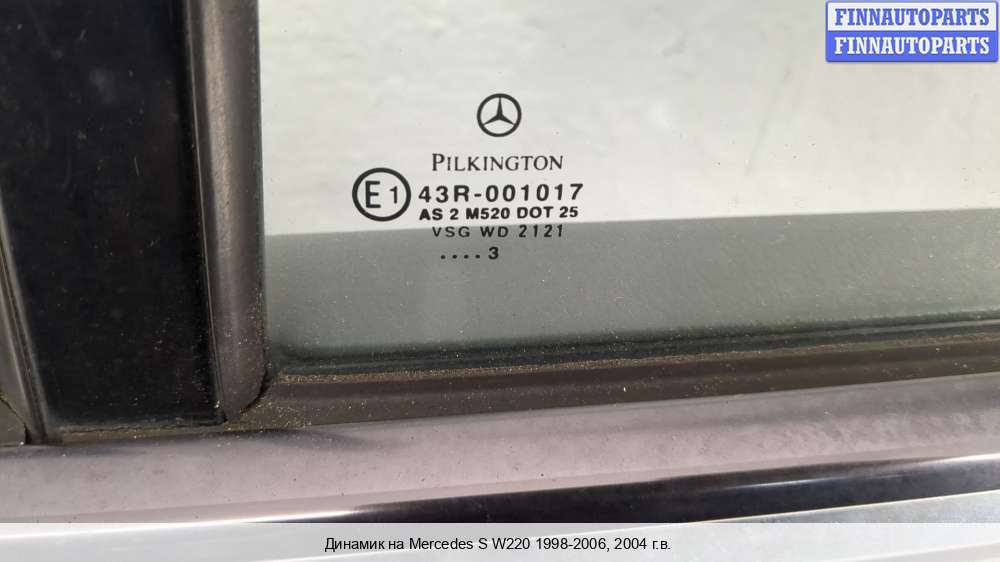 FINNAUTOPARTS
FINNAUTOPARTS
PILKINGTON
E1 43R-001017
AS 2 M520 DOT 25
VSG WD 2121
....3
Динамик на Mercedes S W220 1998-2006, 2004 г.в.